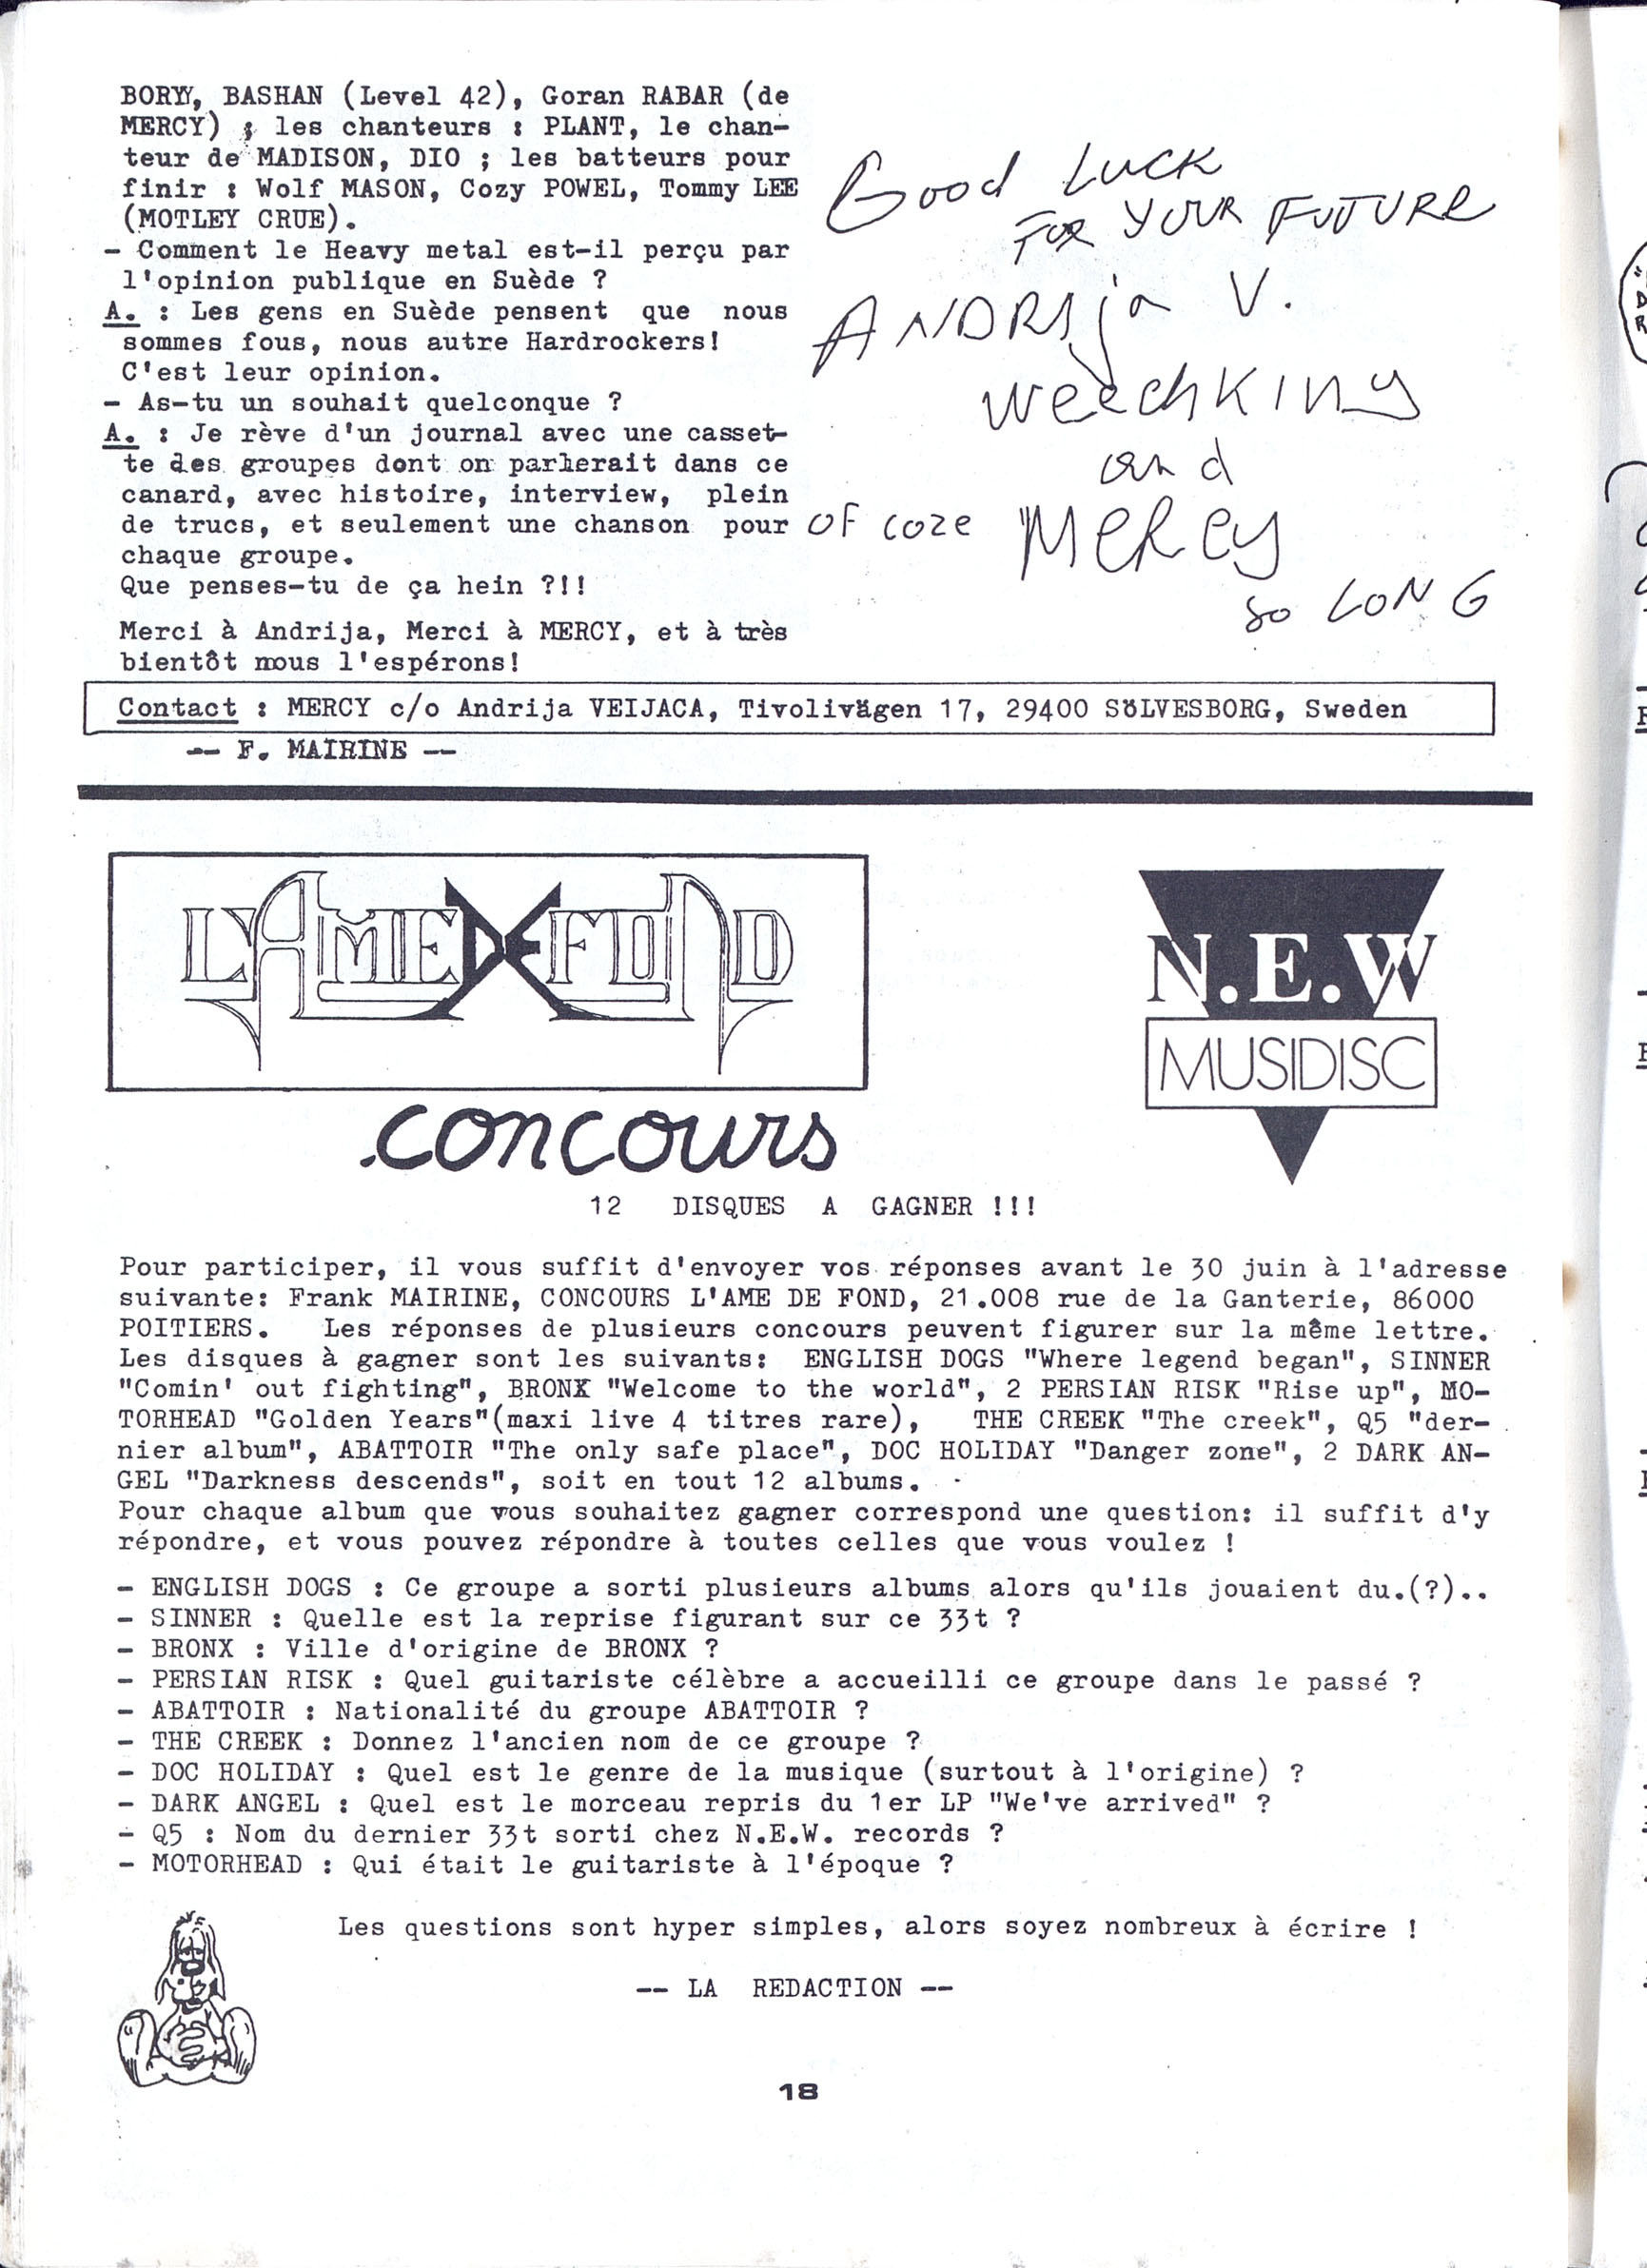 BORY, BASHAN (Level 42), Goran RABAR (de
MERCY) ; les chanteurs : PLANT, le chan-
teur de MADISON, DIO ; les batteurs pour
finir : Wolf MASON, Cozy POWEL, Tommy LEE
(MOTLEY CRUE).
- Comment le Heavy metal est-il perçu par
l'opinion publique en Suède ?
A. : Les gens en Suède pensent que nous
sommes fous, nous autre Hardrockers!
C'est leur opinion.
- As-tu un souhait quelconque ?
A. : Je rève d'un journal avec une casset-
te des groupes dont on parlerait dans ce
canard, avec histoire, interview, plein
de trucs, et seulement une chanson pour
chaque groupe.
Que penses-tu de ça hein ?!!
Merci à Andrija, Merci à MERCY, et à très
bientôt nous l'espérons!
Good LUCK
FOR YOUR FUTURE
ANDRIja V.
weechKING
and
OF coze "MeRcy
so LONG
Contact : MERCY c/o Andrija VEIJACA, Tivolivägen 17, 29400 SÖLVESBORG, Sweden
-- F. MAIRINE --
L'AME DE FOND
N.E.W
MUSIDISC
concours
12 DISQUES A GAGNER !!!
Pour participer, il vous suffit d'envoyer vos réponses avant le 30 juin à l'adresse
suivante: Frank MAIRINE, CONCOURS L'AME DE FOND, 21.008 rue de la Ganterie, 86000
POITIERS. Les réponses de plusieurs concours peuvent figurer sur la même lettre.
Les disques à gagner sont les suivants: ENGLISH DOGS "Where legend began", SINNER
"Comin' out fighting", BRONX "Welcome to the world", 2 PERSIAN RISK "Rise up", MO-
TORHEAD "Golden Years"(maxi live 4 titres rare), THE CREEK "The creek", Q5 "der-
nier album", ABATTOIR "The only safe place", DOC HOLIDAY "Danger zone", 2 DARK AN-
GEL "Darkness descends", soit en tout 12 albums.
Pour chaque album que vous souhaitez gagner correspond une question: il suffit d'y
répondre, et vous pouvez répondre à toutes celles que vous voulez !
- ENGLISH DOGS : Ce groupe a sorti plusieurs albums alors qu'ils jouaient du.(?)..
- SINNER : Quelle est la reprise figurant sur ce 33t ?
- BRONX : Ville d'origine de BRONX ?
- PERSIAN RISK : Quel guitariste célèbre a accueilli ce groupe dans le passé ?
- ABATTOIR : Nationalité du groupe ABATTOIR ?
- THE CREEK : Donnez l'ancien nom de ce groupe ?
- DOC HOLIDAY : Quel est le genre de la musique (surtout à l'origine) ?
- DARK ANGEL : Quel est le morceau repris du 1er LP "We've arrived" ?
- Q5 : Nom du dernier 33t sorti chez N.E.W. records ?
- MOTORHEAD : Qui était le guitariste à l'époque ?
Les questions sont hyper simples, alors soyez nombreux à écrire !
-- LA REDACTION --
18